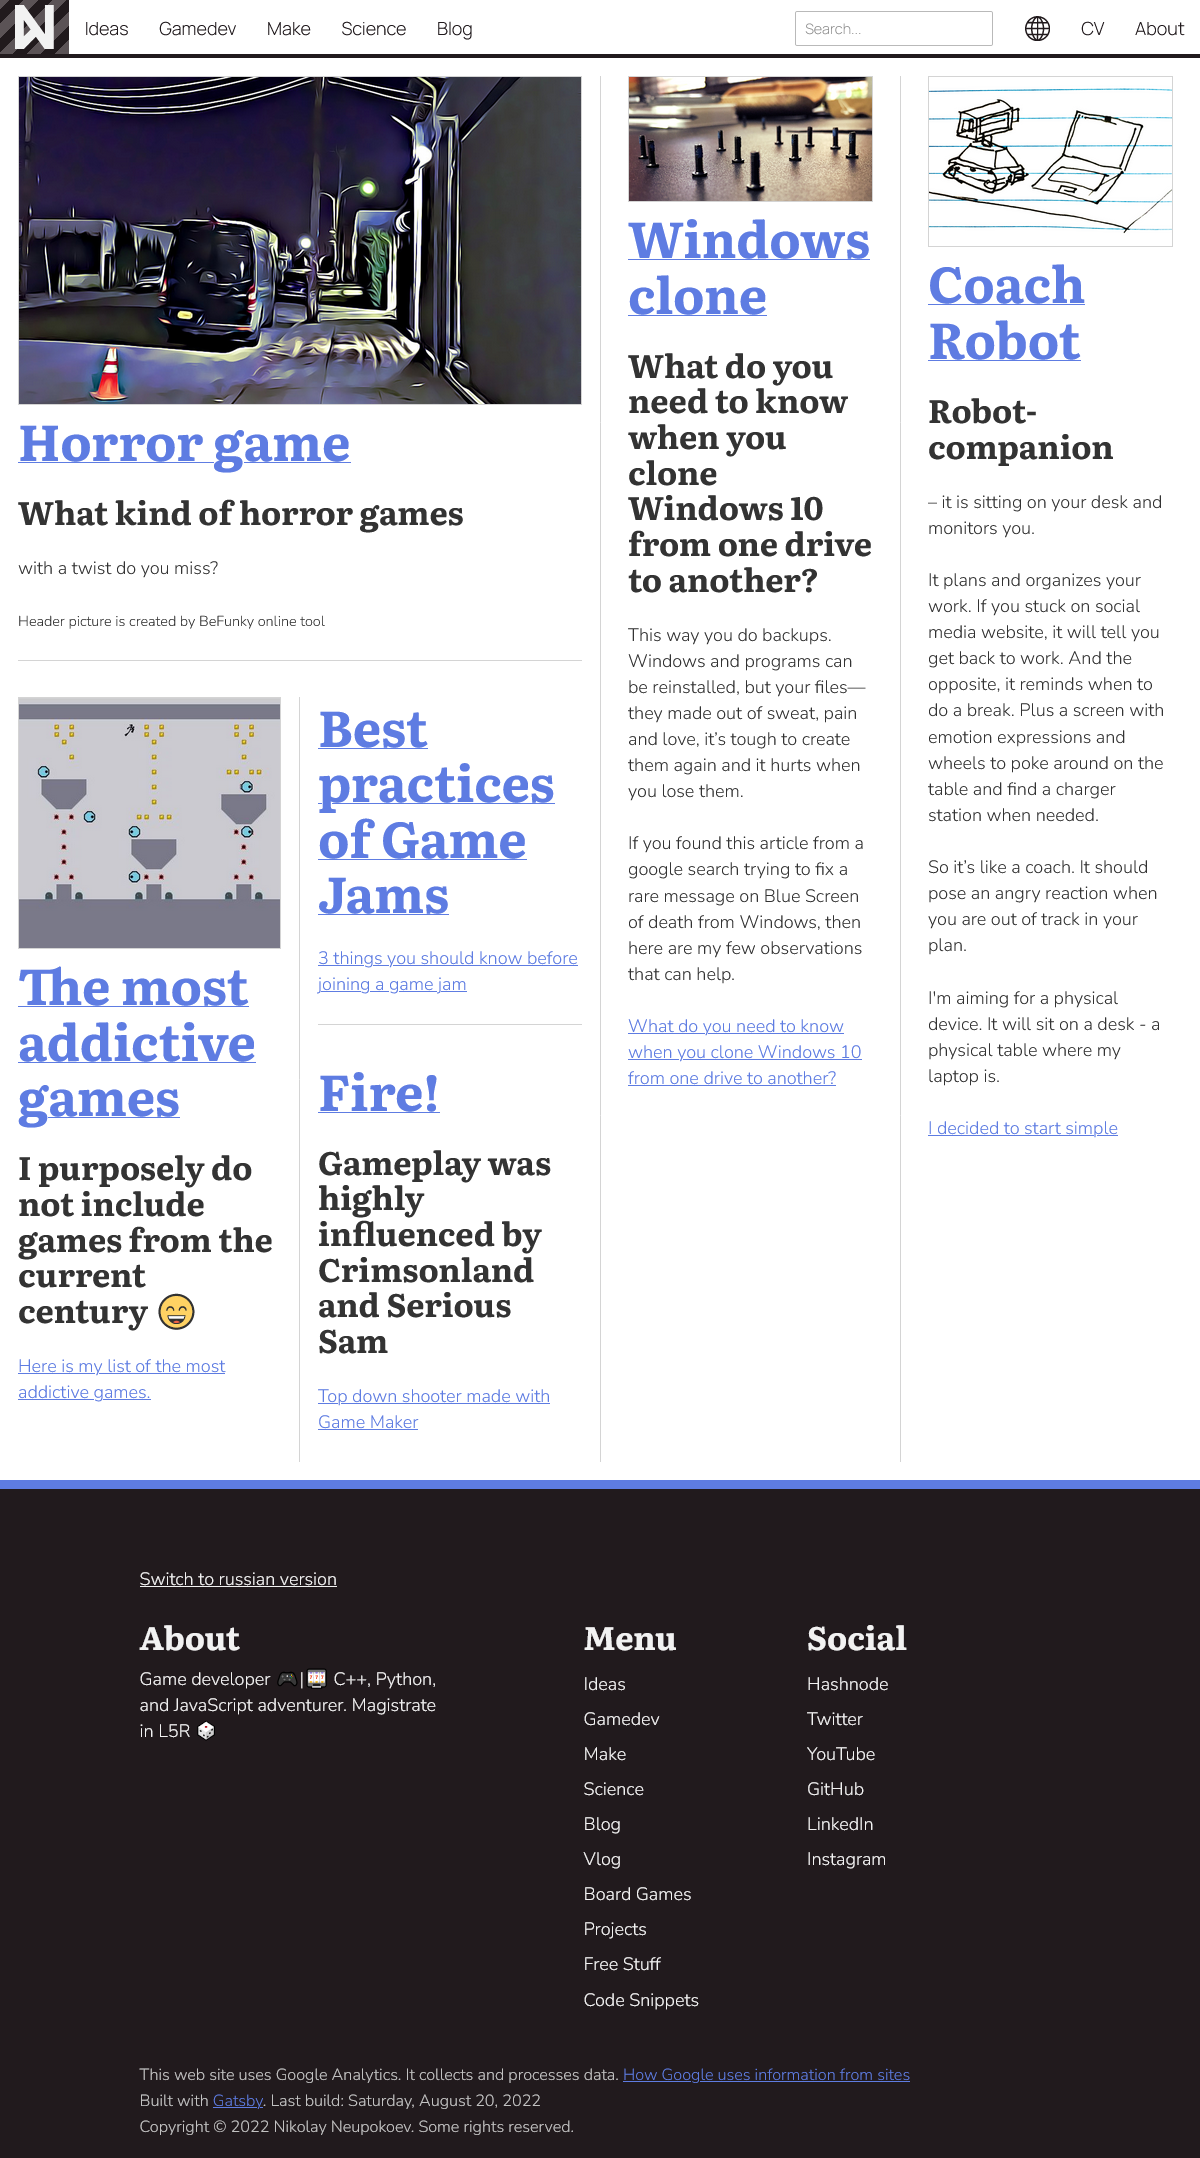 Ideas Gamedev Make Science Blog Search... CV About
Horror game
What kind of horror games
with a twist do you miss?
Header picture is created by BeFunky online tool
The most
addictive
games
I purposely do
not include
games from the
current
century 😄
Here is my list of the most
addictive games.
Best
practices
of Game
Jams
3 things you should know before
joining a game jam
Fire!
Gameplay was
highly
influenced by
Crimsonland
and Serious
Sam
Top down shooter made with
Game Maker
Windows
clone
What do you
need to know
when you
clone
Windows 10
from one drive
to another?
This way you do backups.
Windows and programs can
be reinstalled, but your files—
they made out of sweat, pain
and love, it’s tough to create
them again and it hurts when
you lose them.
If you found this article from a
google search trying to fix a
rare message on Blue Screen
of death from Windows, then
here are my few observations
that can help.
What do you need to know
when you clone Windows 10
from one drive to another?
Coach
Robot
Robot-
companion
– it is sitting on your desk and
monitors you.
It plans and organizes your
work. If you stuck on social
media website, it will tell you
get back to work. And the
opposite, it reminds when to
do a break. Plus a screen with
emotion expressions and
wheels to poke around on the
table and find a charger
station when needed.
So it’s like a coach. It should
pose an angry reaction when
you are out of track in your
plan.
I'm aiming for a physical
device. It will sit on a desk - a
physical table where my
laptop is.
I decided to start simple
Switch to russian version
About
Game developer 🎮|🎰 C++, Python,
and JavaScript adventurer. Magistrate
in L5R 🎲
Menu
Ideas
Gamedev
Make
Science
Blog
Vlog
Board Games
Projects
Free Stuff
Code Snippets
Social
Hashnode
Twitter
YouTube
GitHub
LinkedIn
Instagram
This web site uses Google Analytics. It collects and processes data. How Google uses information from sites
Built with Gatsby. Last build: Saturday, August 20, 2022
Copyright © 2022 Nikolay Neupokoev. Some rights reserved.